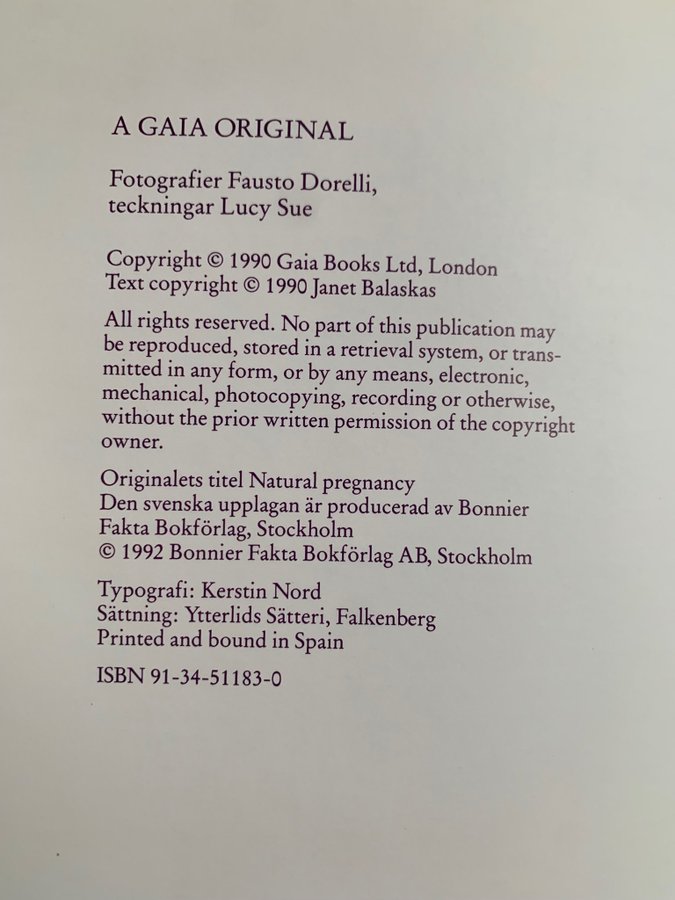 A GAIA ORIGINAL
Fotografier Fausto Dorelli,
teckningar Lucy Sue
Copyright © 1990 Gaia Books Ltd, London
Text copyright © 1990 Janet Balaskas
All rights reserved. No part of this publication may
be reproduced, stored in a retrieval system, or trans-
mitted in any form, or by any means, electronic,
mechanical, photocopying, recording or otherwise,
without the prior written permission of the copyright
owner.
Originalets titel Natural pregnancy
Den svenska upplagan är producerad av Bonnier
Fakta Bokförlag, Stockholm
© 1992 Bonnier Fakta Bokförlag AB, Stockholm
Typografi: Kerstin Nord
Sättning: Ytterlids Sätteri, Falkenberg
Printed and bound in Spain
ISBN 91-34-51183-0